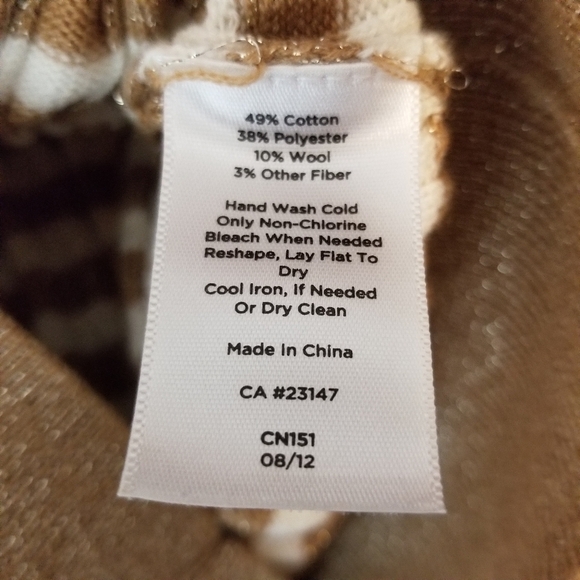 49% Cotton
38% Polyester
10% Wool
3% Other Fiber
Hand Wash Cold
Only Non-Chlorine
Bleach When Needed
Reshape, Lay Flat To
Dry
Cool Iron, If Needed
Or Dry Clean
Made In China
CA #23147
CN151
08/12